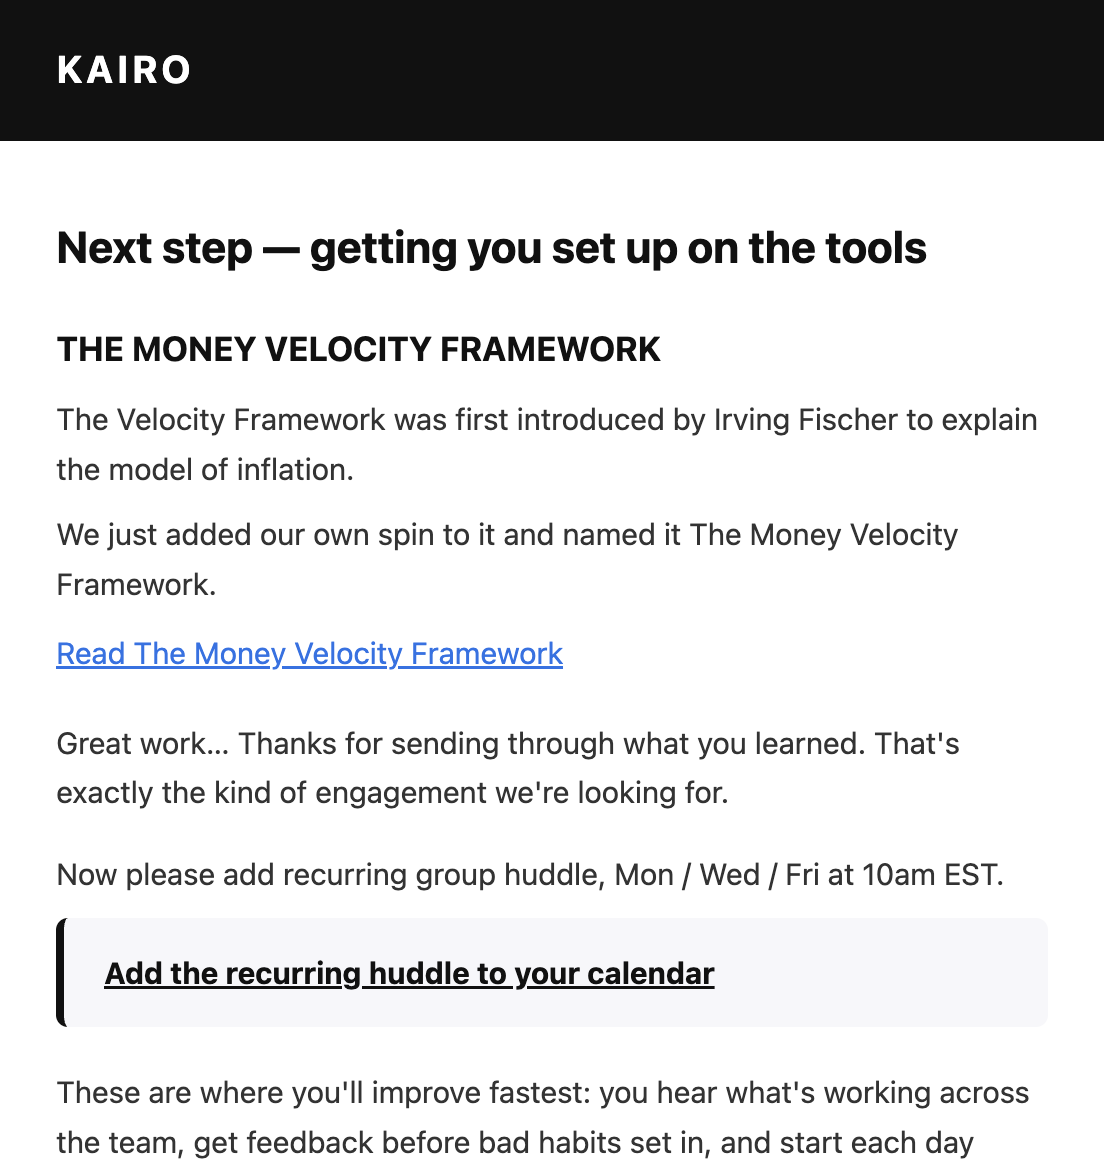 KAIRO
Next step — getting you set up on the tools
THE MONEY VELOCITY FRAMEWORK
The Velocity Framework was first introduced by Irving Fischer to explain
the model of inflation.
We just added our own spin to it and named it The Money Velocity
Framework.
Read The Money Velocity Framework
Great work... Thanks for sending through what you learned. That's
exactly the kind of engagement we're looking for.
Now please add recurring group huddle, Mon / Wed / Fri at 10am EST.
Add the recurring huddle to your calendar
These are where you'll improve fastest: you hear what's working across
the team, get feedback before bad habits set in, and start each day